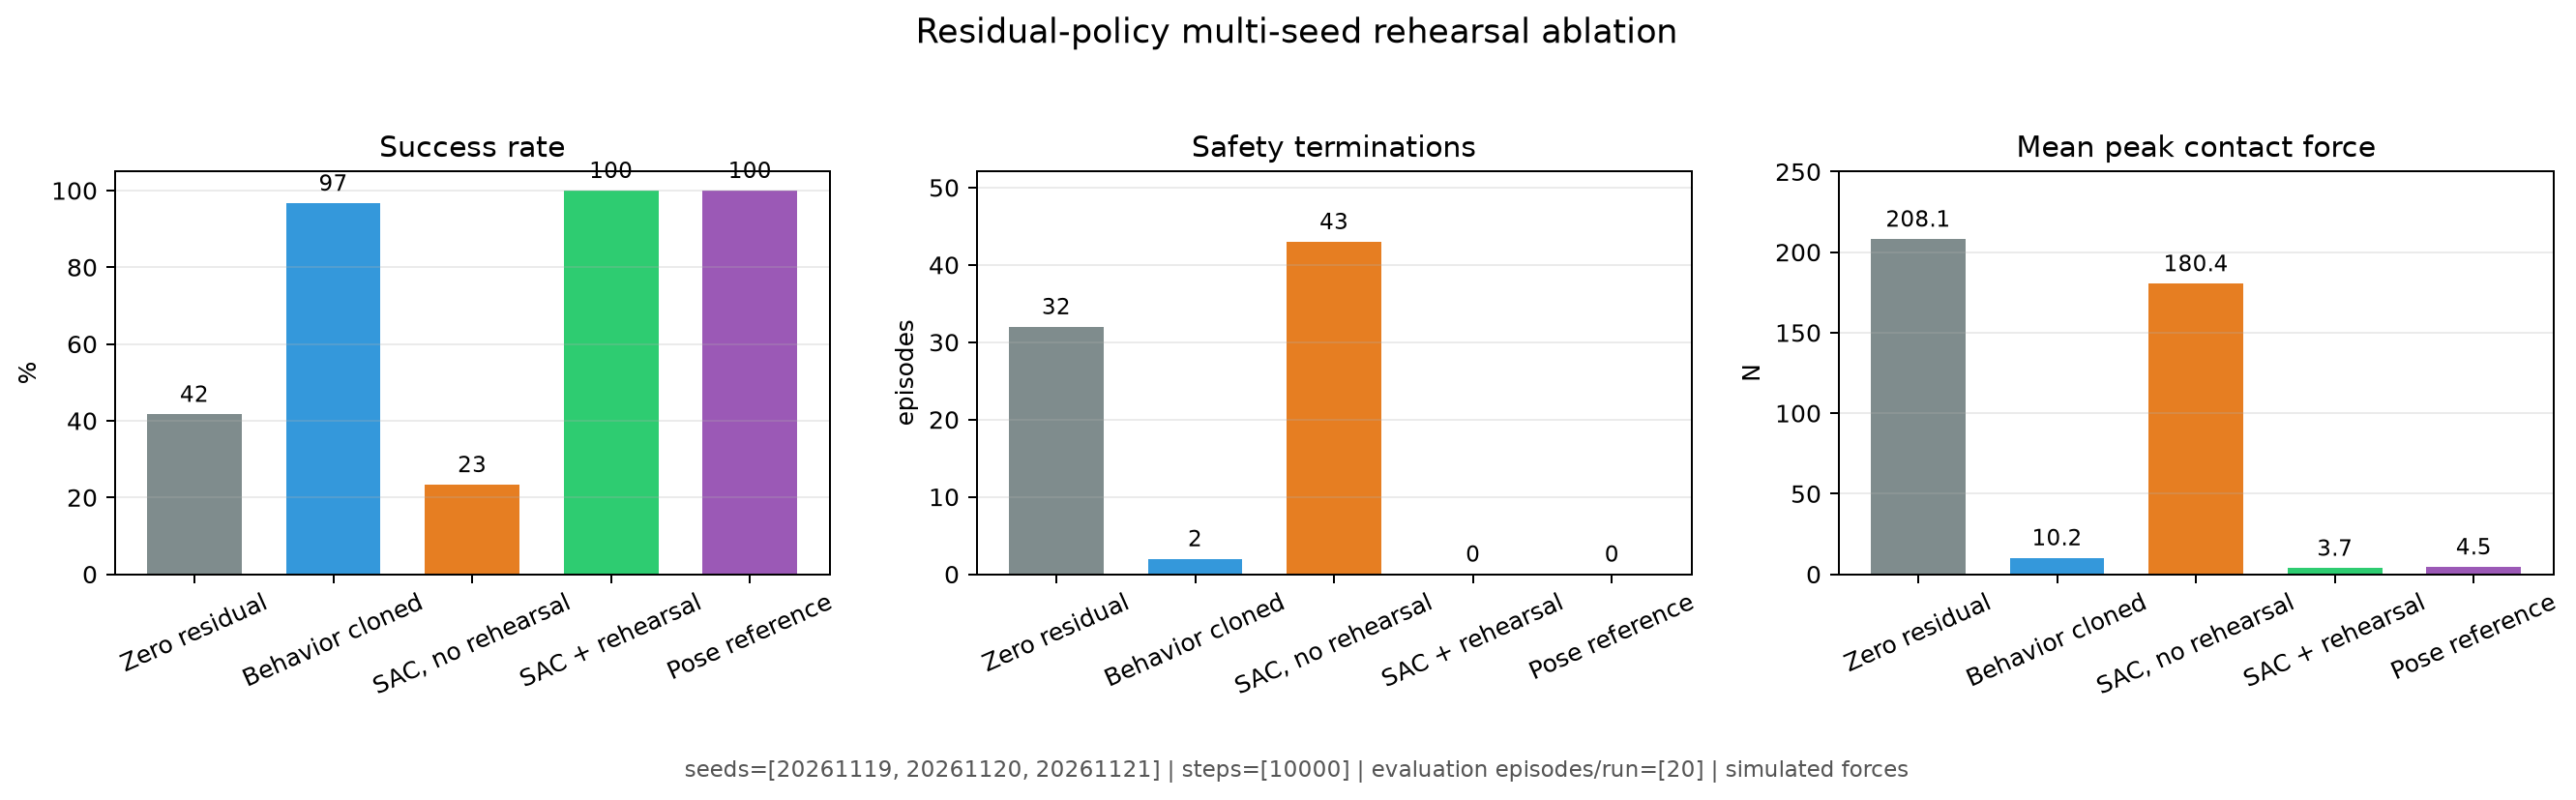 Residual-policy multi-seed rehearsal ablation
Success rate
%
100
80
60
40
20
0
42
97
23
100
100
Zero residual
Behavior cloned
SAC, no rehearsal
SAC + rehearsal
Pose reference
Safety terminations
episodes
50
40
30
20
10
0
32
2
43
0
0
Zero residual
Behavior cloned
SAC, no rehearsal
SAC + rehearsal
Pose reference
Mean peak contact force
N
250
200
150
100
50
0
208.1
10.2
180.4
3.7
4.5
Zero residual
Behavior cloned
SAC, no rehearsal
SAC + rehearsal
Pose reference
seeds=[20261119, 20261120, 20261121] | steps=[10000] | evaluation episodes/run=[20] | simulated forces